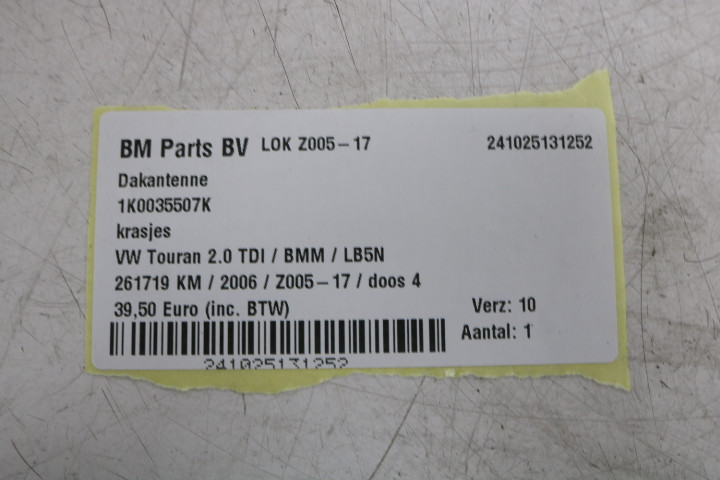 BM Parts BV LOK Z005-17 241025131252
Dakantenne
1K0035507K
krasjes
VW Touran 2.0 TDI / BMM / LB5N
261719 KM / 2006 / Z005-17 / doos 4
39,50 Euro (inc. BTW) Verz: 10
Aantal: 1
241025131252